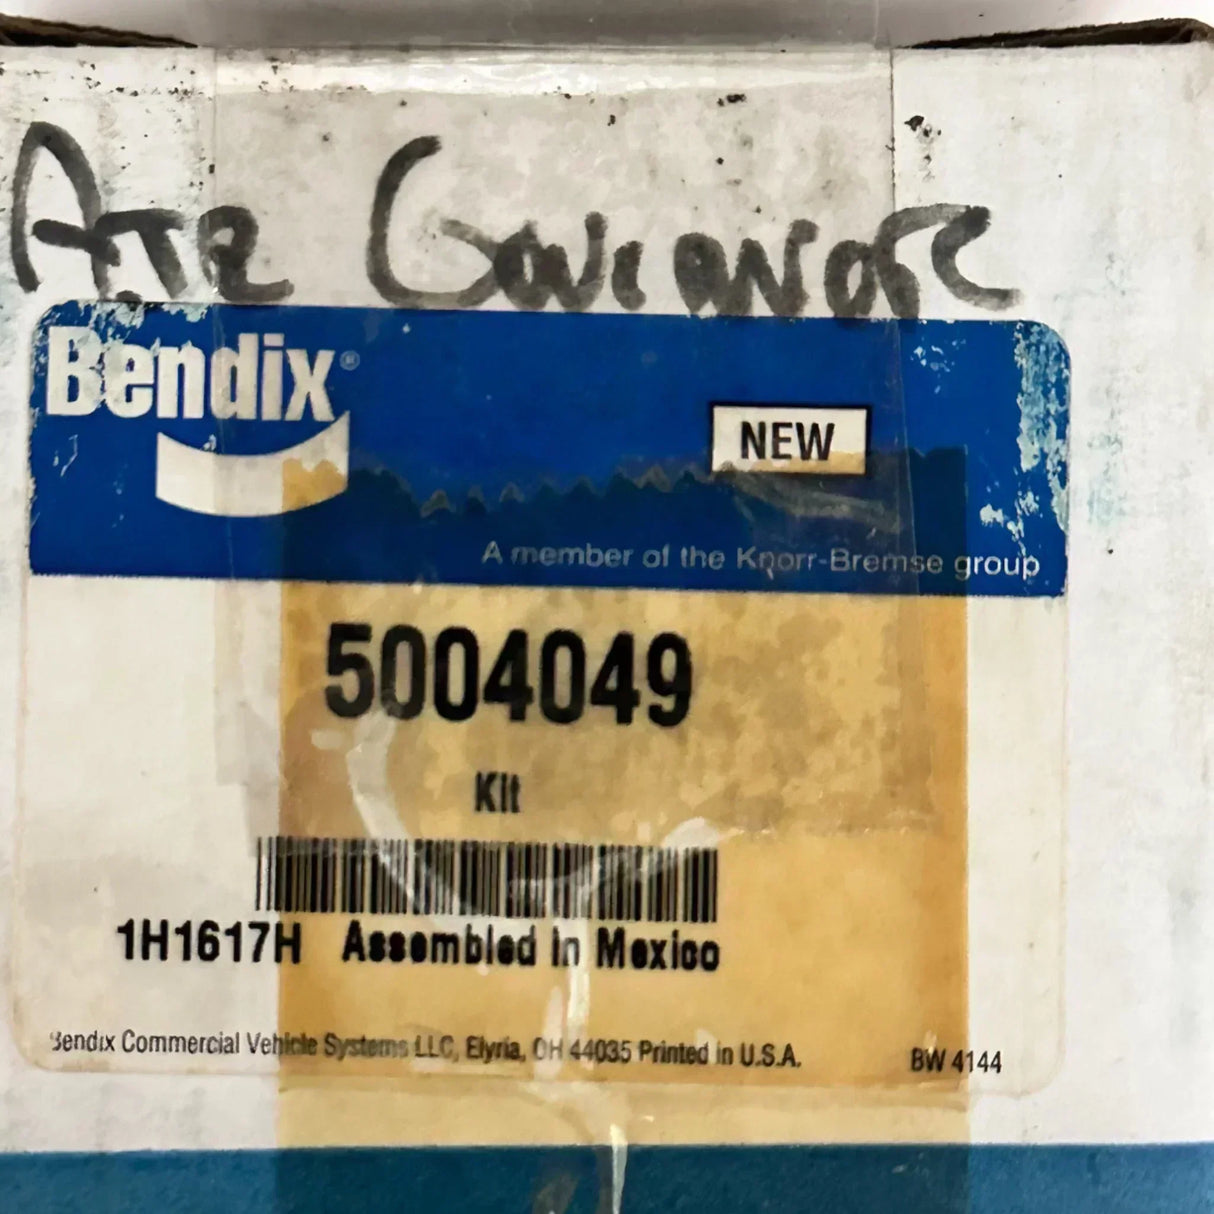 AIR Governor
Bendix®
NEW
A member of the Knorr-Bremse group
5004049
Kit
1H1617H Assembled in Mexico
Bendix Commercial Vehicle Systems LLC, Elyria, OH 44035 Printed in U.S.A. BW 4144